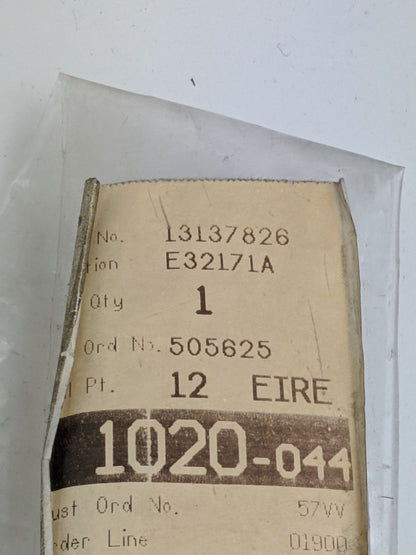 No. 13137826
tion E32171A
Qty 1
Ord No. 505625
Pt. 12 EIRE
1020-044
ust Ord No. 57VV
der Line 01900